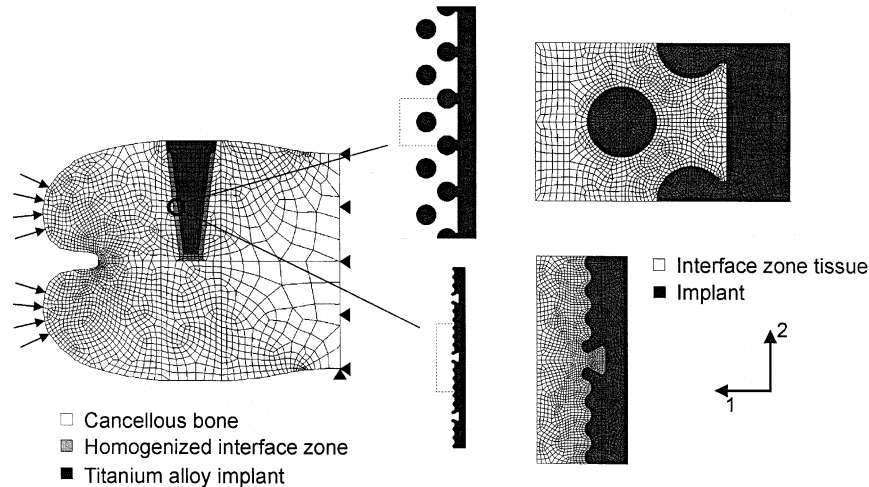 Interface zone tissue
Implant
2
1
Cancellous bone
Homogenized interface zone
Titanium alloy implant